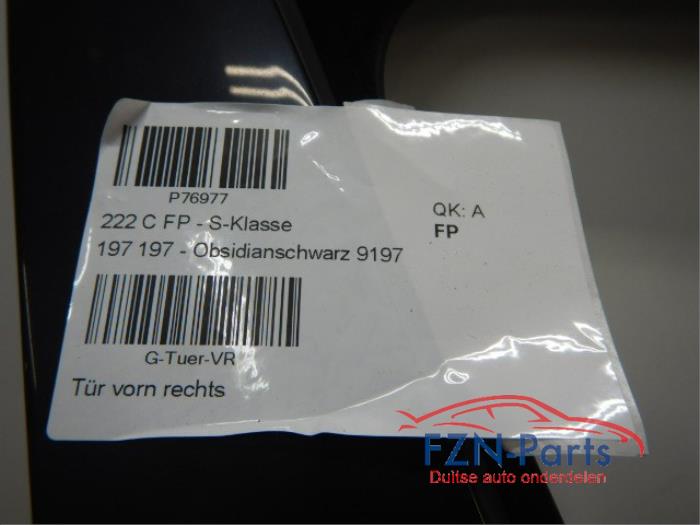 P76977
222 C FP - S-Klasse
197 197 - Obsidianschwarz 9197
QK: A
FP
G-Tuer-VR
Tür vorn rechts
FZN-Parts
Duitse auto onderdelen